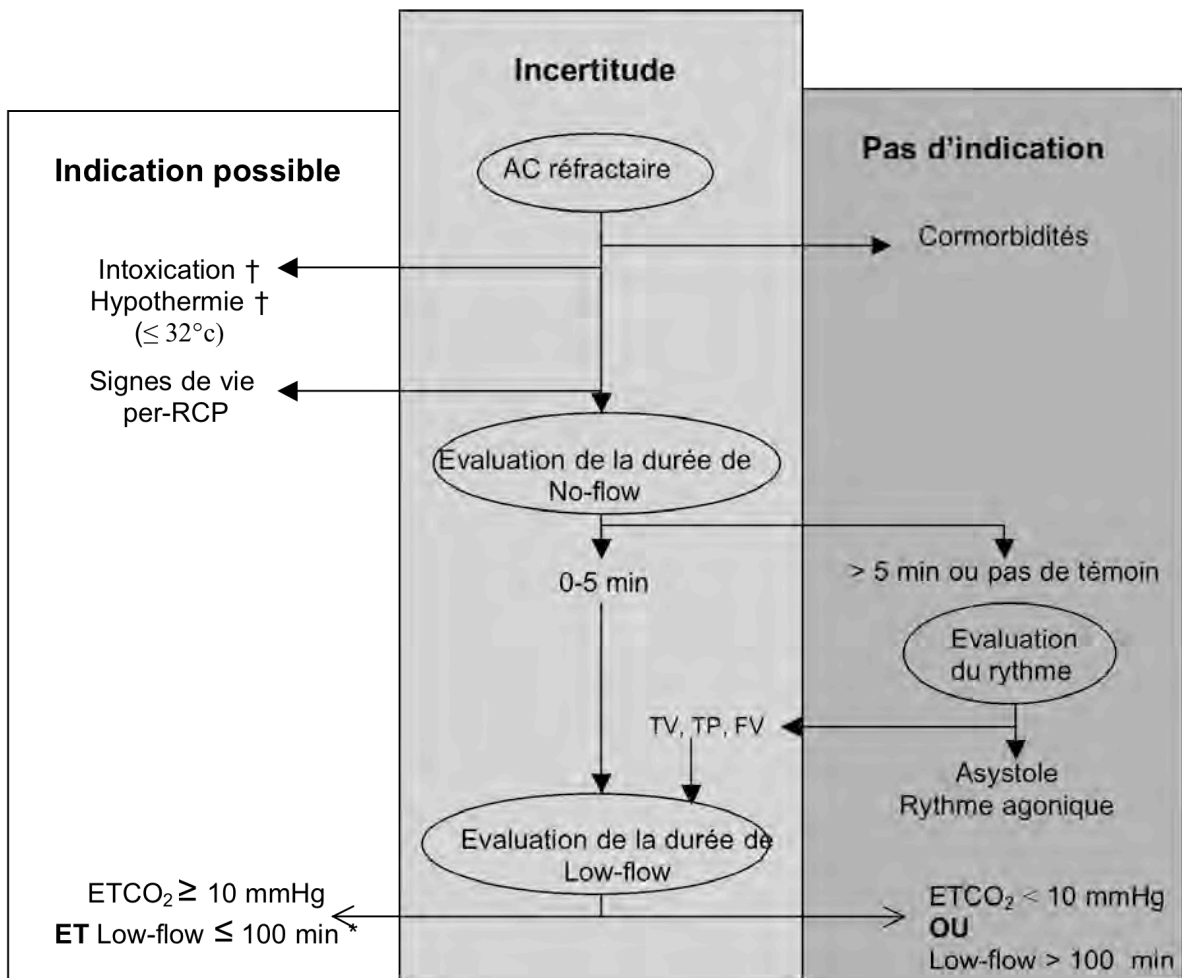 Incertitude
Indication possible
Pas d'indication
AC réfractaire
Cormorbidités
Intoxication †
Hypothermie †
(≤ 32°c)
Signes de vie
per-RCP
Evaluation de la durée de
No-flow
0-5 min
> 5 min ou pas de témoin
Evaluation
du rythme
TV, TP, FV
Asystole
Rythme agonique
Evaluation de la durée de
Low-flow
ETCO₂ ≥ 10 mmHg
ET Low-flow ≤ 100 min *
ETCO₂ < 10 mmHg
OU
Low-flow > 100 min